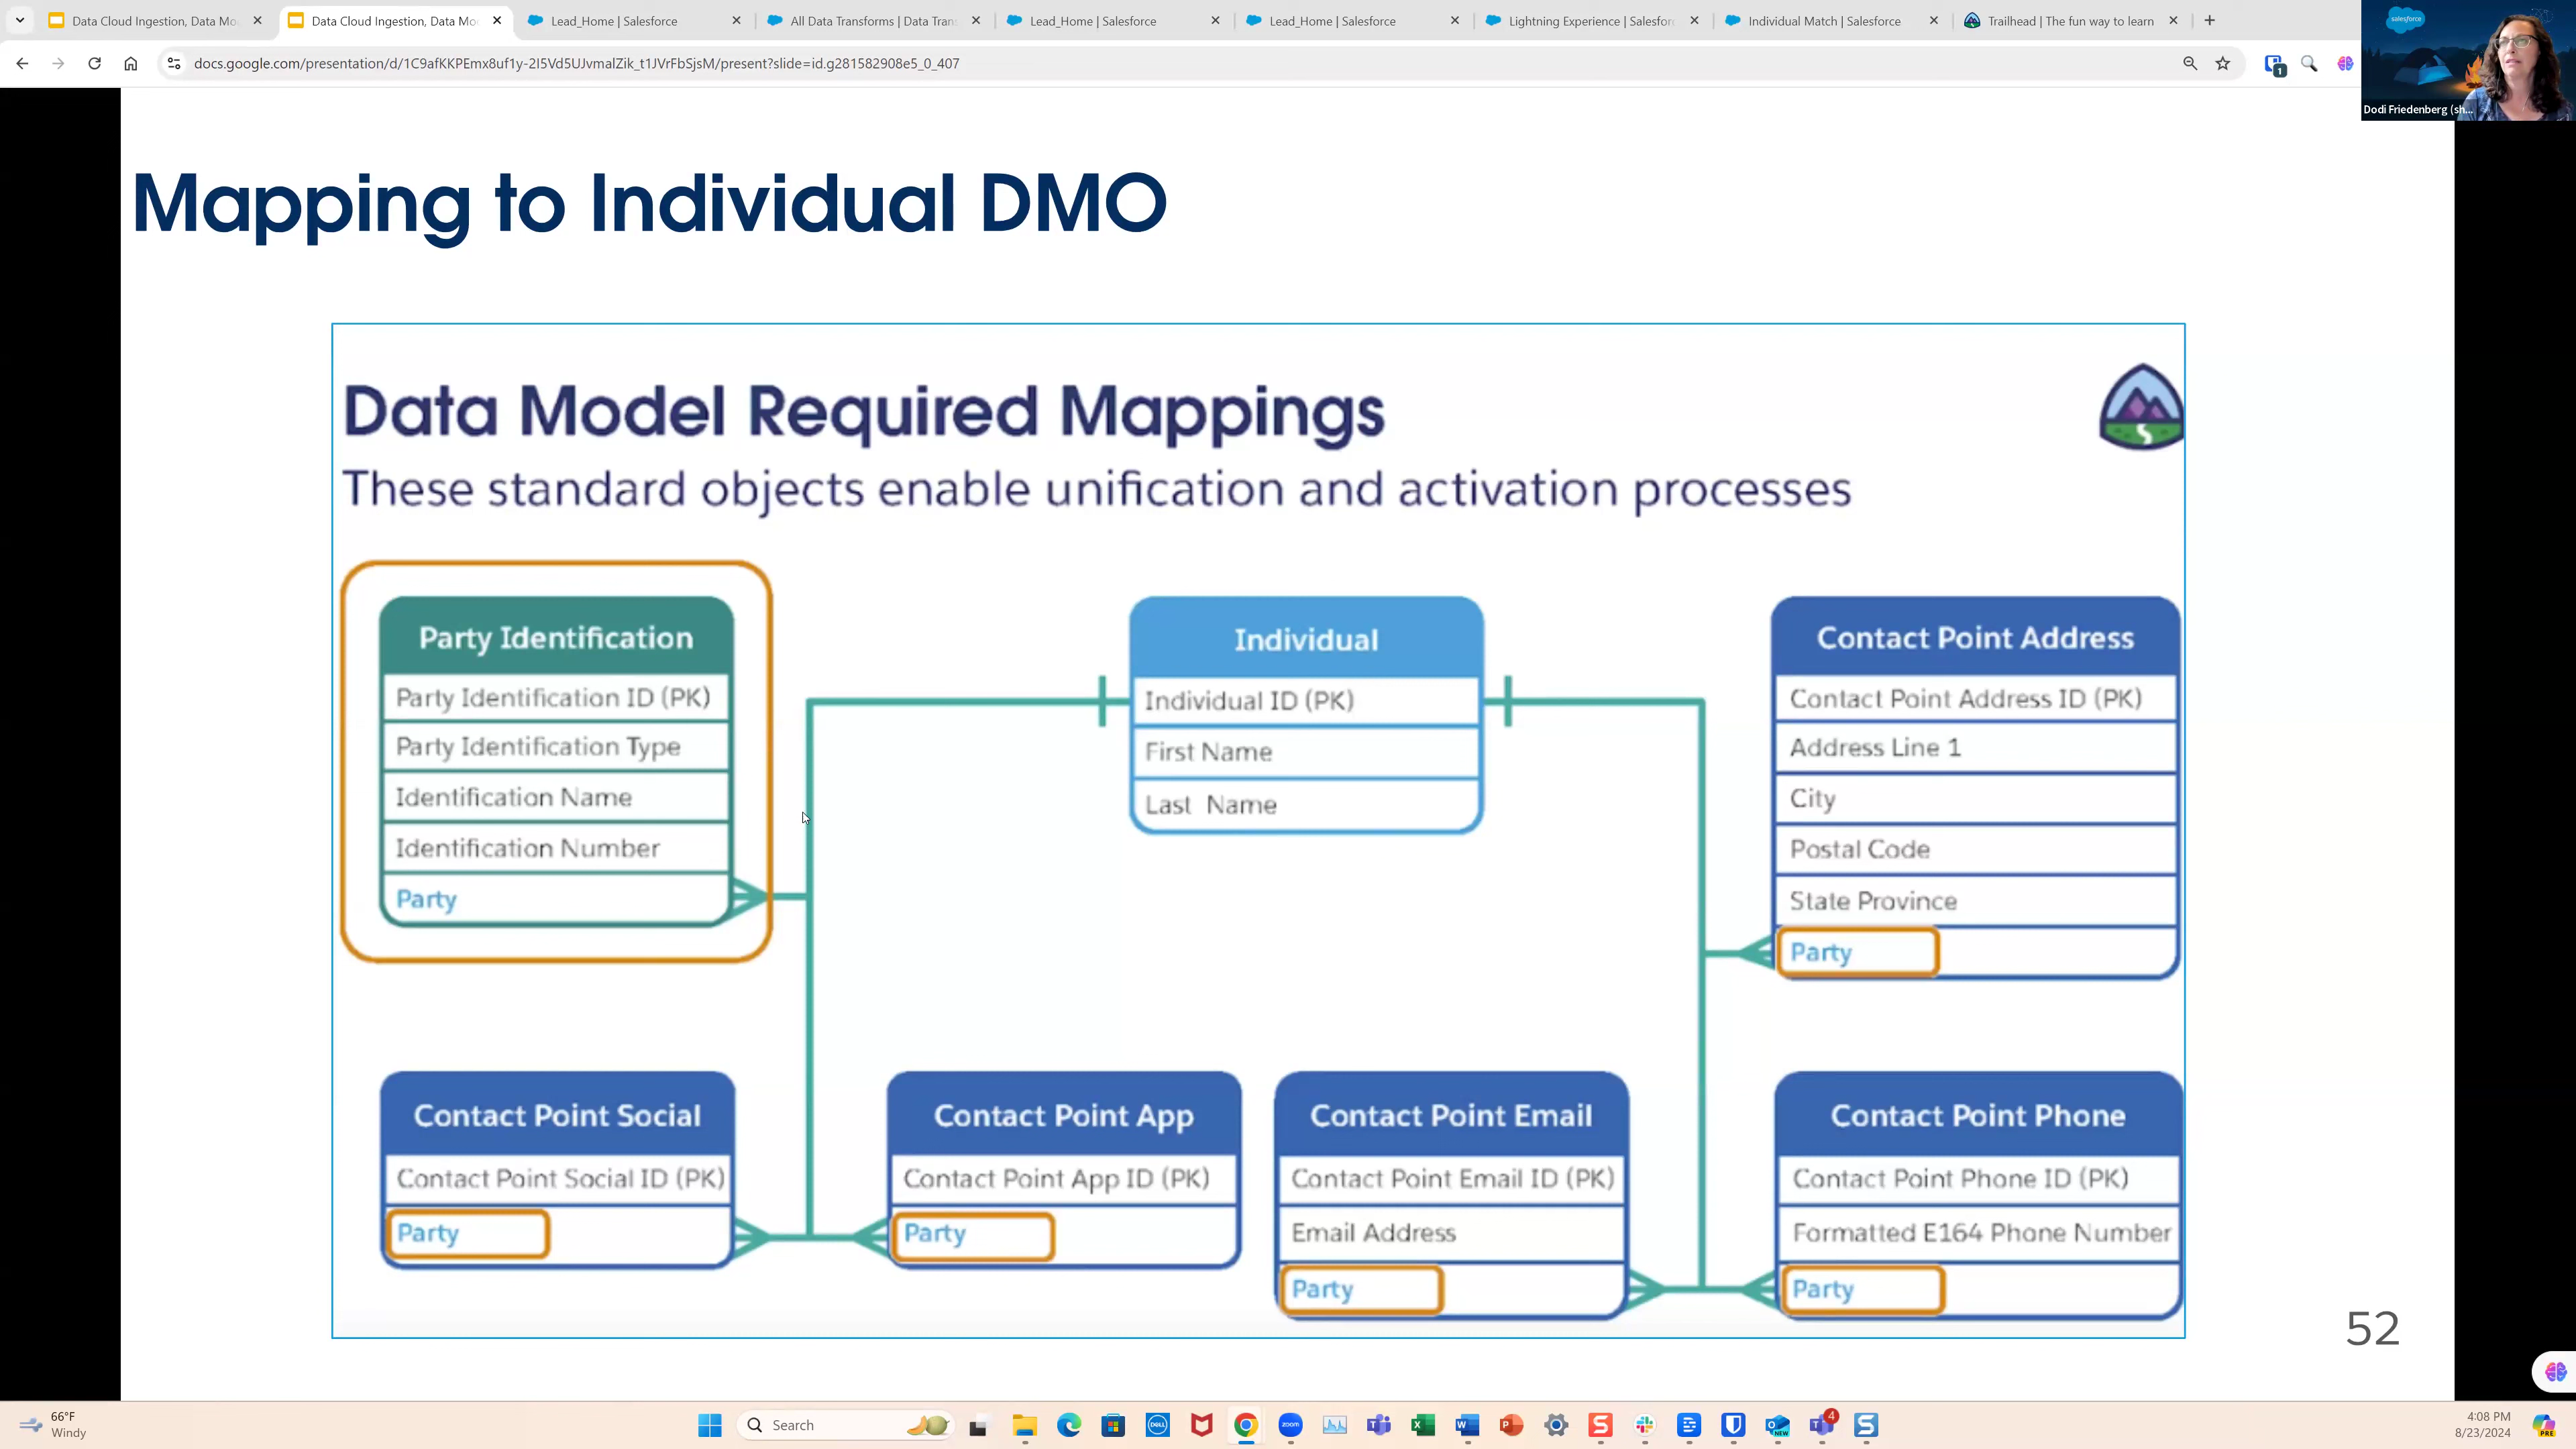 Data Cloud Ingestion, Data Mo
Data Cloud Ingestion, Data Mo
Lead_Home | Salesforce
All Data Transforms | Data Tran
Lead_Home | Salesforce
Lead_Home | Salesforce
Lightning Experience | Salesfor
Individual Match | Salesforce
Trailhead | The fun way to learn
docs.google.com/presentation/d/1C9afKKPEmx8uf1y-2I5Vd5UJvmalZik_t1JVrFbSjsM/present?slide=id.g281582908e5_0_407
1
salesforce
Dodi Friedenberg (sh...
Mapping to Individual DMO
Data Model Required Mappings
These standard objects enable unification and activation processes
Party Identification
Party Identification ID (PK)
Party Identification Type
Identification Name
Identification Number
Party
Individual
Individual ID (PK)
First Name
Last Name
Contact Point Address
Contact Point Address ID (PK)
Address Line 1
City
Postal Code
State Province
Party
Contact Point Social
Contact Point Social ID (PK)
Party
Contact Point App
Contact Point App ID (PK)
Party
Contact Point Email
Contact Point Email ID (PK)
Email Address
Party
Contact Point Phone
Contact Point Phone ID (PK)
Formatted E164 Phone Number
Party
52
66°F
Windy
Search
DELL
zoom
NEW
4
4:08 PM
8/23/2024
PRE